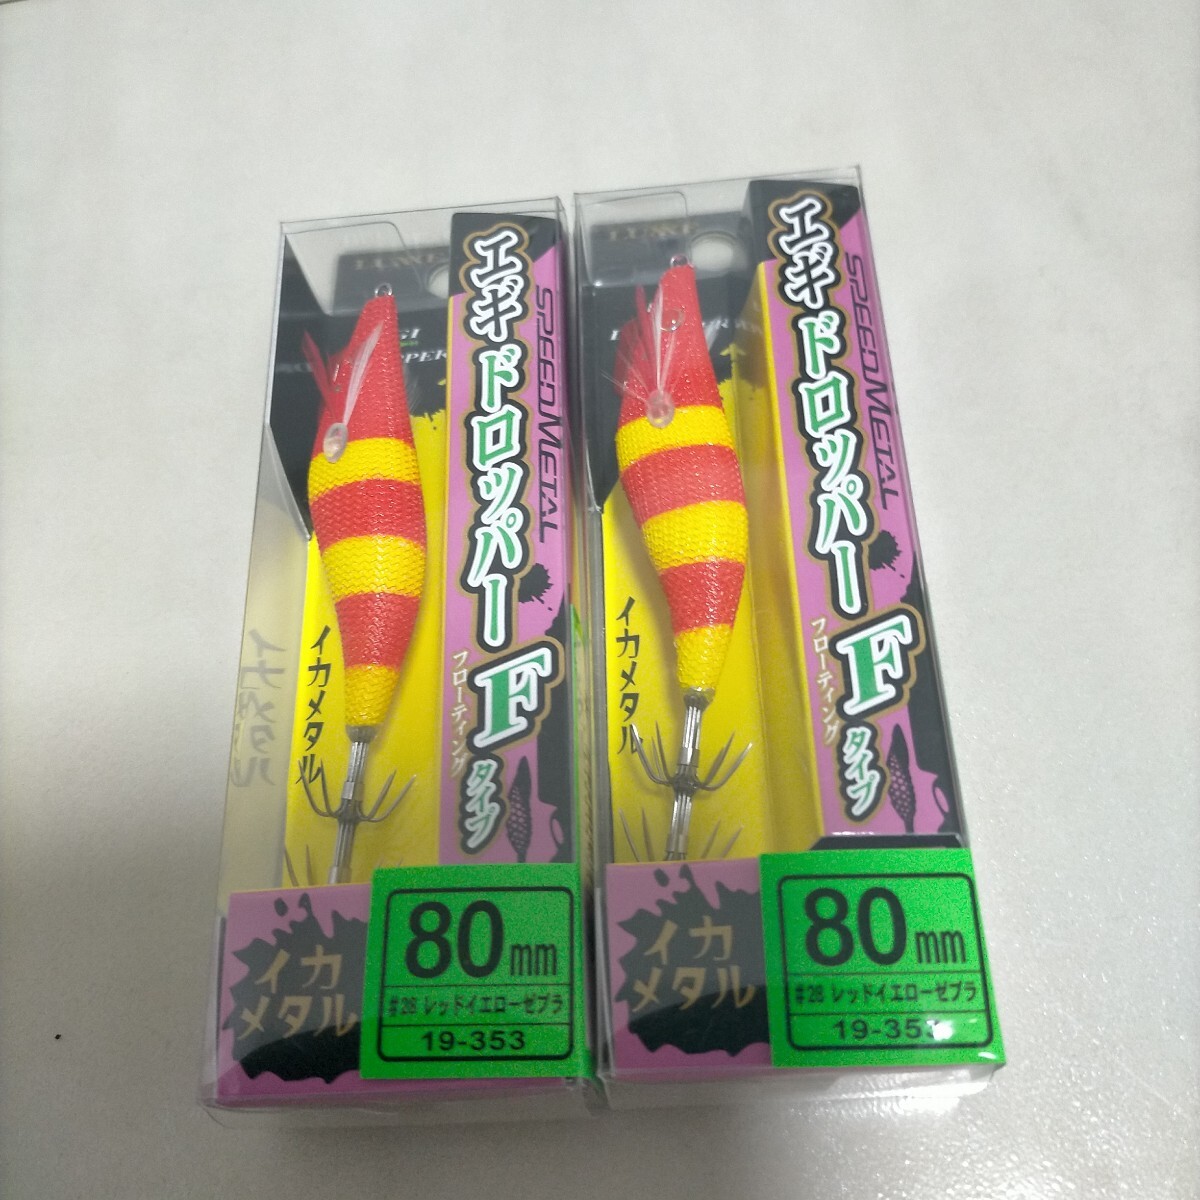 エギドロッパー
Fタイプ
フローティング
SPEED METAL
イカメタル
イカ
メタル
80mm
#28 レッドイエローゼブラ
19-353
エギドロッパー
Fタイプ
フローティング
SPEED METAL
イカメタル
イカ
メタル
80mm
#28 レッドイエローゼブラ
19-353